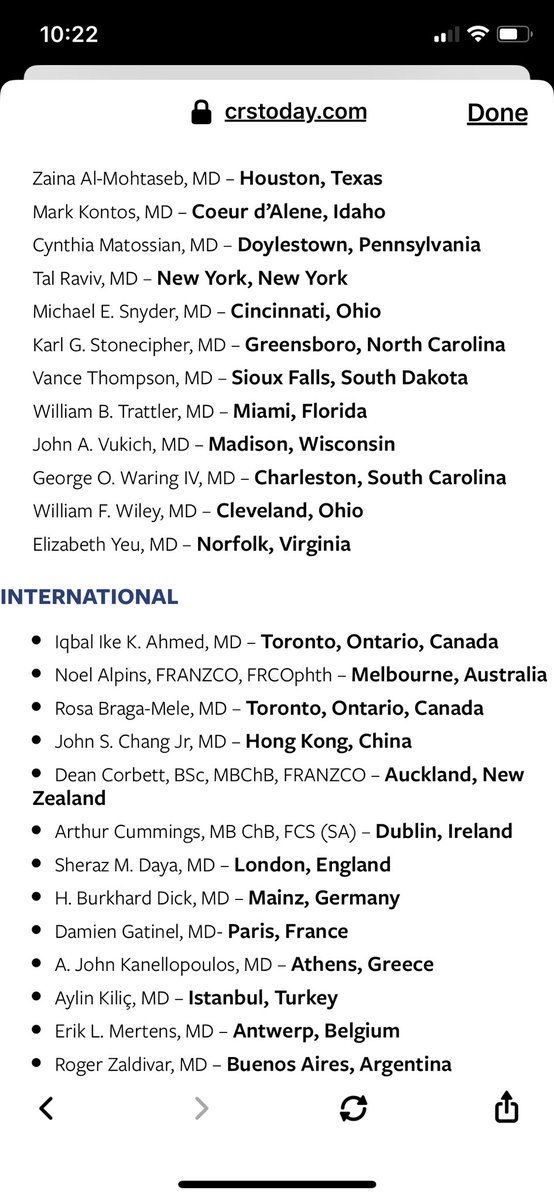 10:22
crstoday.com
Done
Zaina Al-Mohtaseb, MD – Houston, Texas
Mark Kontos, MD – Coeur d’Alene, Idaho
Cynthia Matossian, MD – Doylestown, Pennsylvania
Tal Raviv, MD – New York, New York
Michael E. Snyder, MD – Cincinnati, Ohio
Karl G. Stonecipher, MD – Greensboro, North Carolina
Vance Thompson, MD – Sioux Falls, South Dakota
William B. Trattler, MD – Miami, Florida
John A. Vukich, MD – Madison, Wisconsin
George O. Waring IV, MD – Charleston, South Carolina
William F. Wiley, MD – Cleveland, Ohio
Elizabeth Yeu, MD – Norfolk, Virginia
INTERNATIONAL
• Iqbal Ike K. Ahmed, MD – Toronto, Ontario, Canada
• Noel Alpins, FRANZCO, FRCOphth – Melbourne, Australia
• Rosa Braga-Mele, MD – Toronto, Ontario, Canada
• John S. Chang Jr, MD – Hong Kong, China
• Dean Corbett, BSc, MBChB, FRANZCO – Auckland, New
Zealand
• Arthur Cummings, MB ChB, FCS (SA) – Dublin, Ireland
• Sheraz M. Daya, MD – London, England
• H. Burkhard Dick, MD – Mainz, Germany
• Damien Gatinel, MD- Paris, France
• A. John Kanellopoulos, MD – Athens, Greece
• Aylin Kiliç, MD – Istanbul, Turkey
• Erik L. Mertens, MD – Antwerp, Belgium
• Roger Zaldivar, MD – Buenos Aires, Argentina